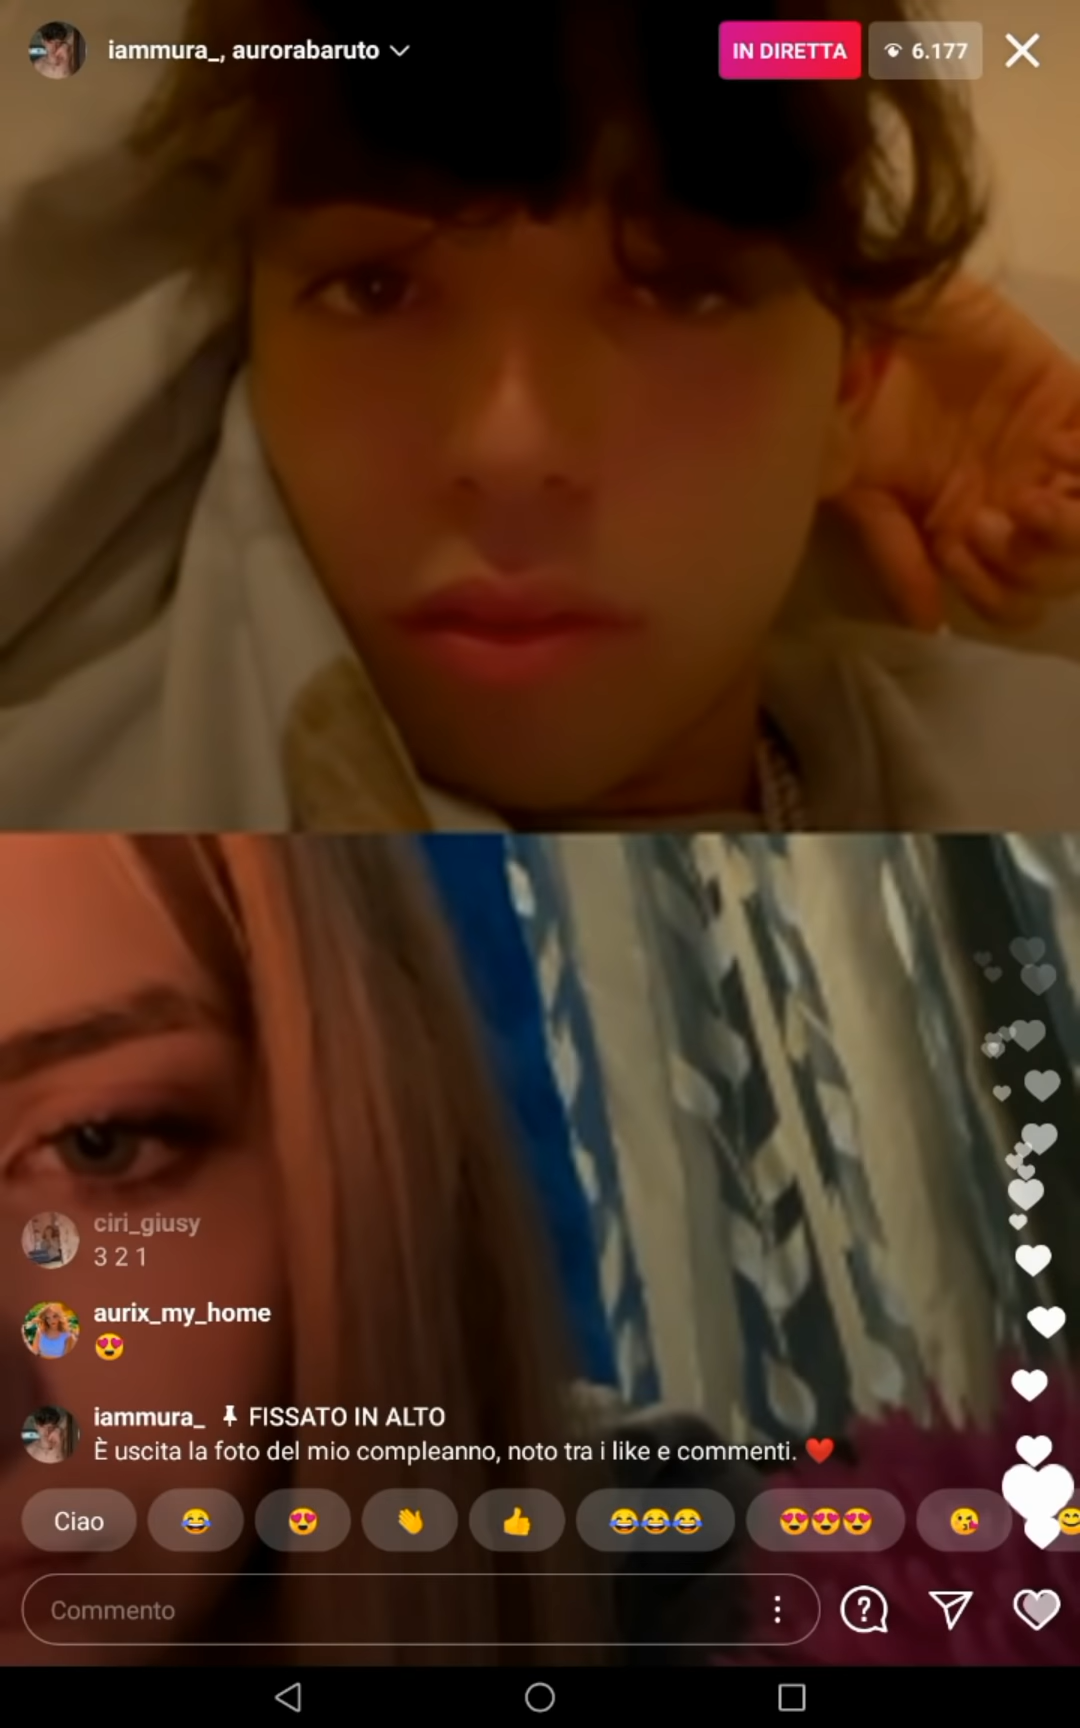 iammura_, aurorabaruto
IN DIRETTA
6.177
ciri_giusy
3 2 1
aurix_my_home
😍
iammura_ 📌 FISSATO IN ALTO
È uscita la foto del mio compleanno, noto tra i like e commenti. ❤️
Ciao 😂 😍 👋 👍 😂😂😂 😍😍😍 😘 😊
Commento